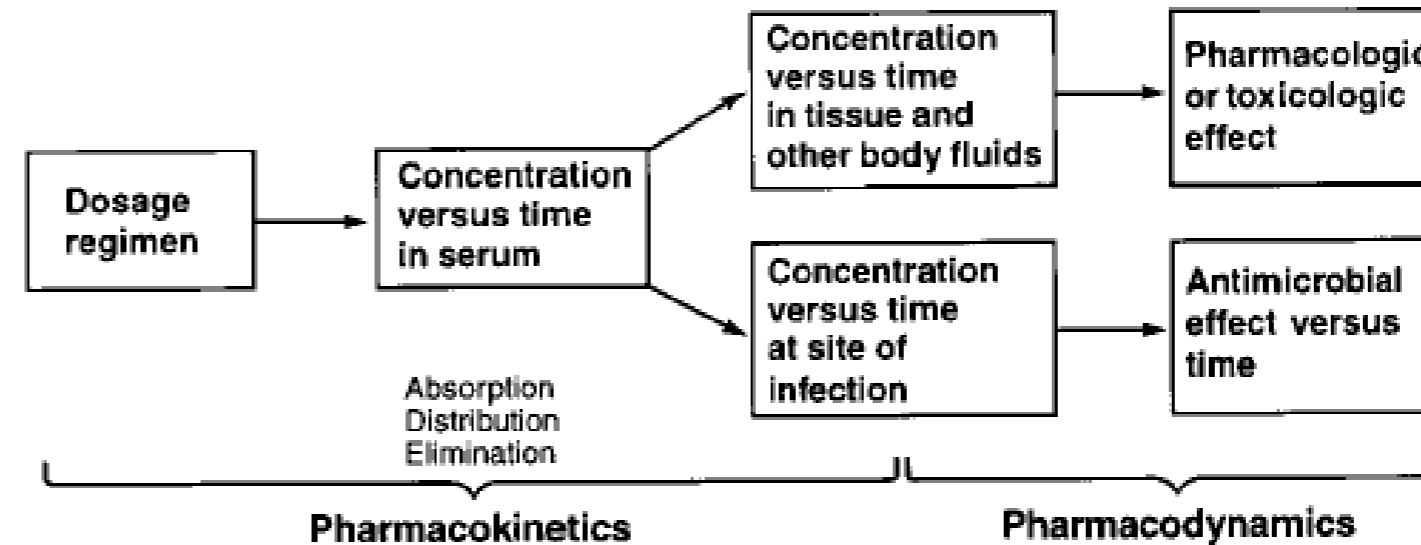 Dosage
regimen
Concentration
versus time
in serum
Concentration
versus time
in tissue and
other body fluids
Pharmacologic
or toxicologic
effect
Concentration
versus time
at site of
infection
Antimicrobial
effect versus
time
Absorption
Distribution
Elimination
Pharmacokinetics
Pharmacodynamics